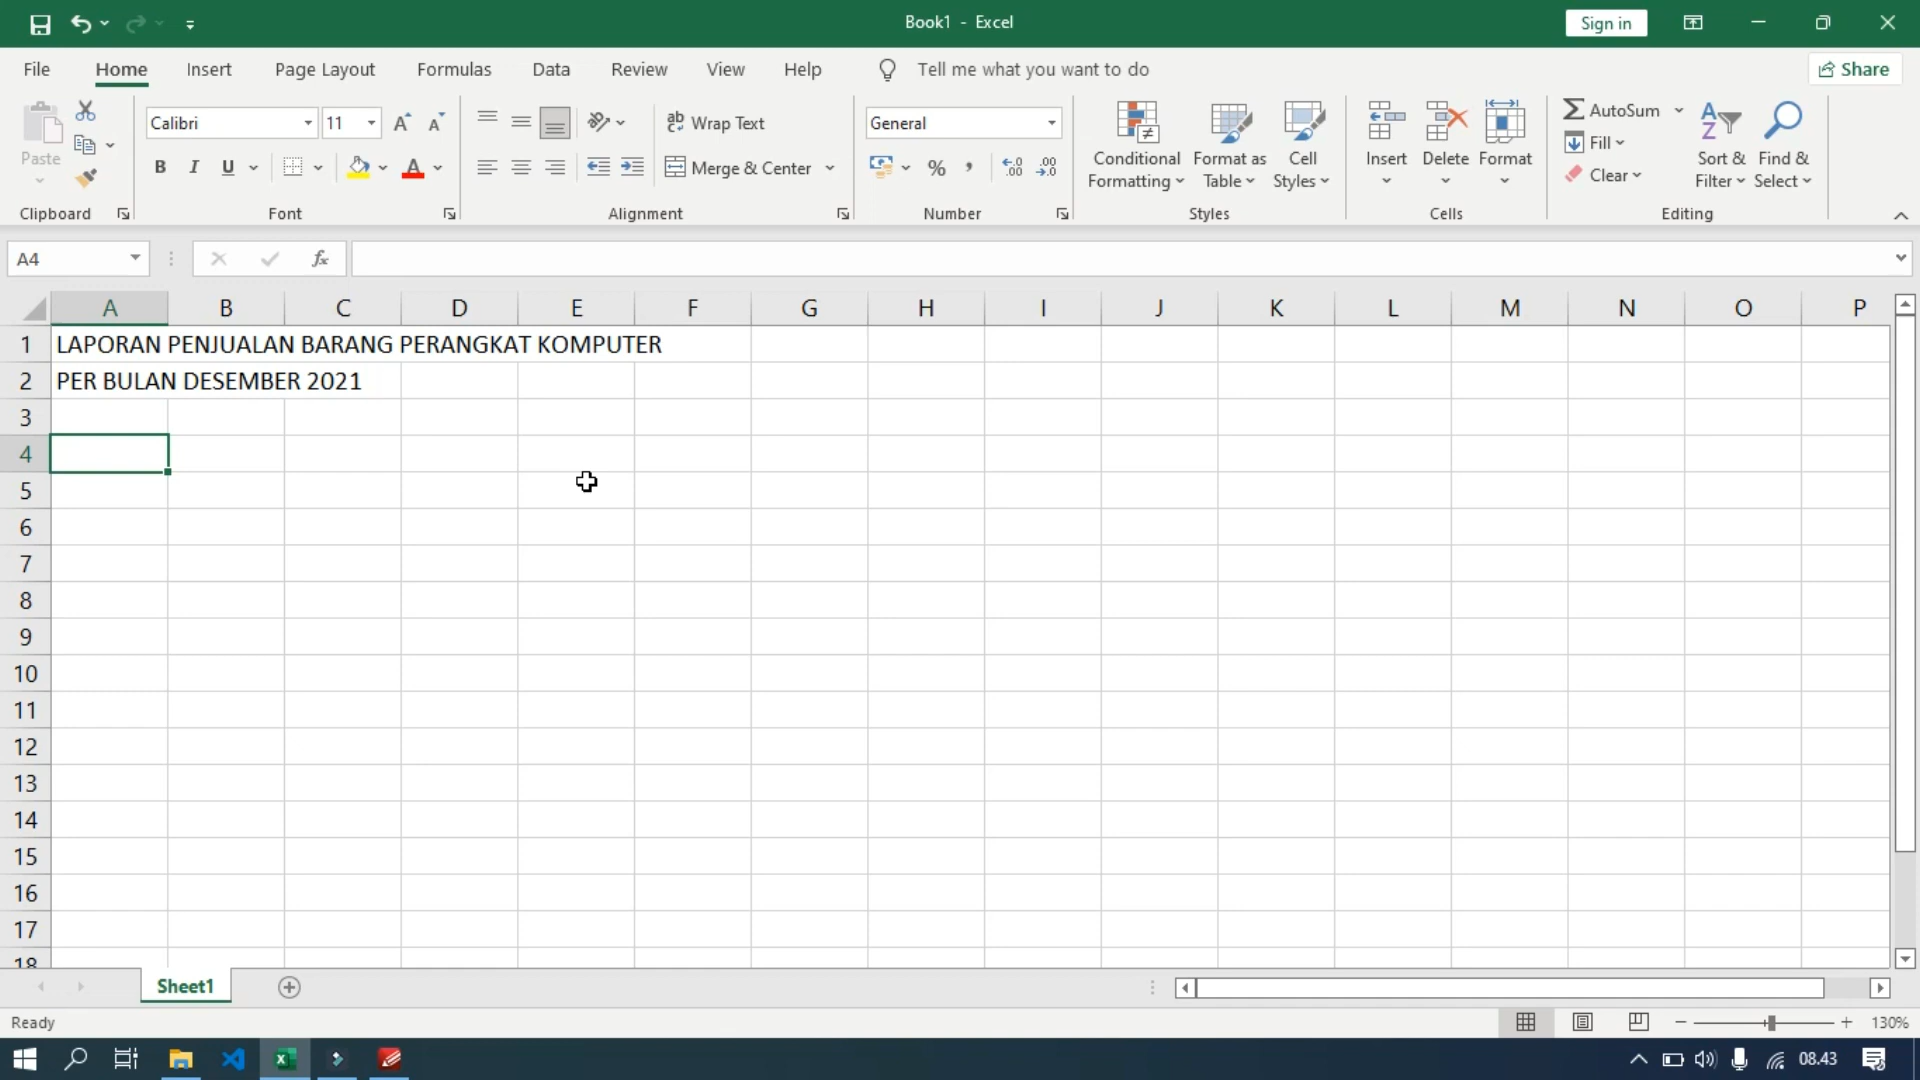 Book1 - Excel
Sign in
File Home Insert Page Layout Formulas Data Review View Help Tell me what you want to do Share
Paste
Clipboard
Calibri 11
B I U A
Font
ab Wrap Text
Merge & Center
Alignment
General
%
Number
Conditional Formatting
Format as Table
Cell Styles
Styles
Insert
Delete
Format
Cells
AutoSum
Fill
Clear
Sort & Filter
Find & Select
Editing
A4
fx
A B C D E F G H I J K L M N O P
1 LAPORAN PENJUALAN BARANG PERANGKAT KOMPUTER
2 PER BULAN DESEMBER 2021
3
4
5
6
7
8
9
10
11
12
13
14
15
16
17
18
Sheet1
Ready
130%
08.43